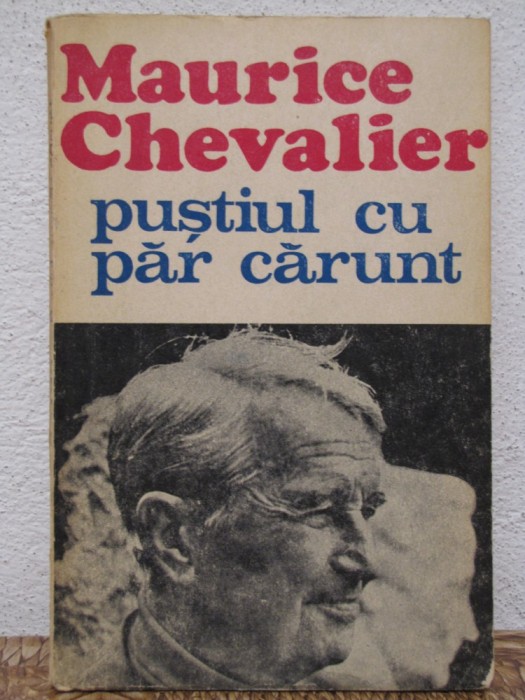 Maurice
Chevalier
puștiul cu
păr cărunt